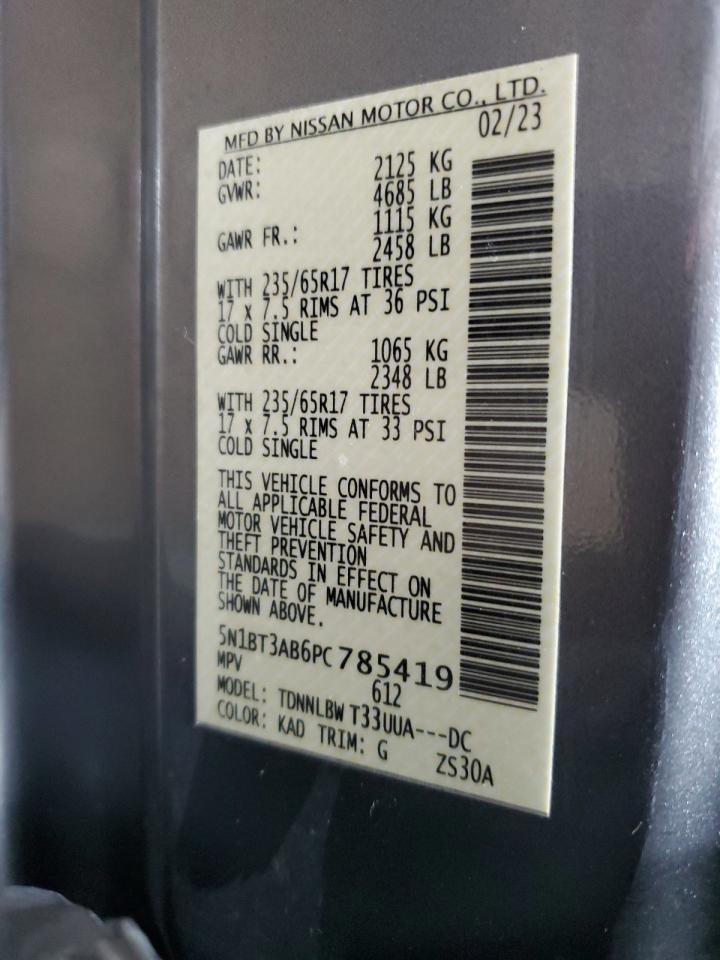 MFD BY NISSAN MOTOR CO., LTD.
DATE: 02/23
GVWR: 2125 KG
4685 LB
GAWR FR.: 1115 KG
2458 LB
WITH 235/65R17 TIRES
17 x 7.5 RIMS AT 36 PSI
COLD SINGLE
GAWR RR.: 1065 KG
2348 LB
WITH 235/65R17 TIRES
17 x 7.5 RIMS AT 33 PSI
COLD SINGLE
THIS VEHICLE CONFORMS TO
ALL APPLICABLE FEDERAL
MOTOR VEHICLE SAFETY AND
THEFT PREVENTION
STANDARDS IN EFFECT ON
THE DATE OF MANUFACTURE
SHOWN ABOVE.
5N1BT3AB6PC785419
MPV 612
MODEL: TDNNLBW T33UUA---DC
COLOR: KAD TRIM: G ZS30A